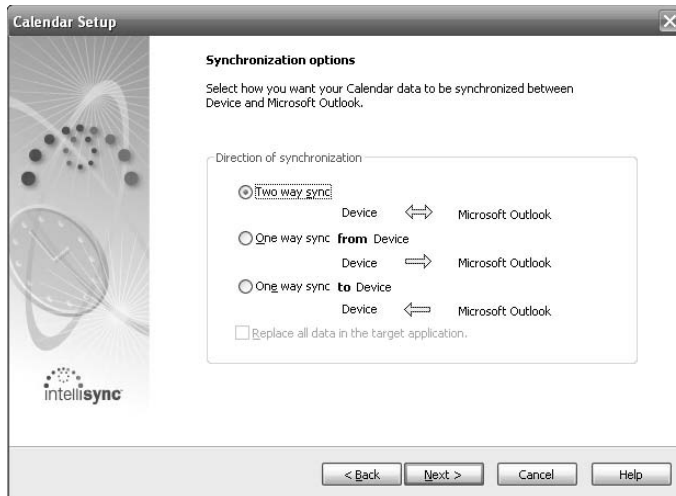 Calendar Setup
Synchronization options
Select how you want your Calendar data to be synchronized between
Device and Microsoft Outlook.
Direction of synchronization
Two way sync
Device Microsoft Outlook
One way sync from Device
Device Microsoft Outlook
One way sync to Device
Device Microsoft Outlook
Replace all data in the target application.
intellisync
< Back Next > Cancel Help